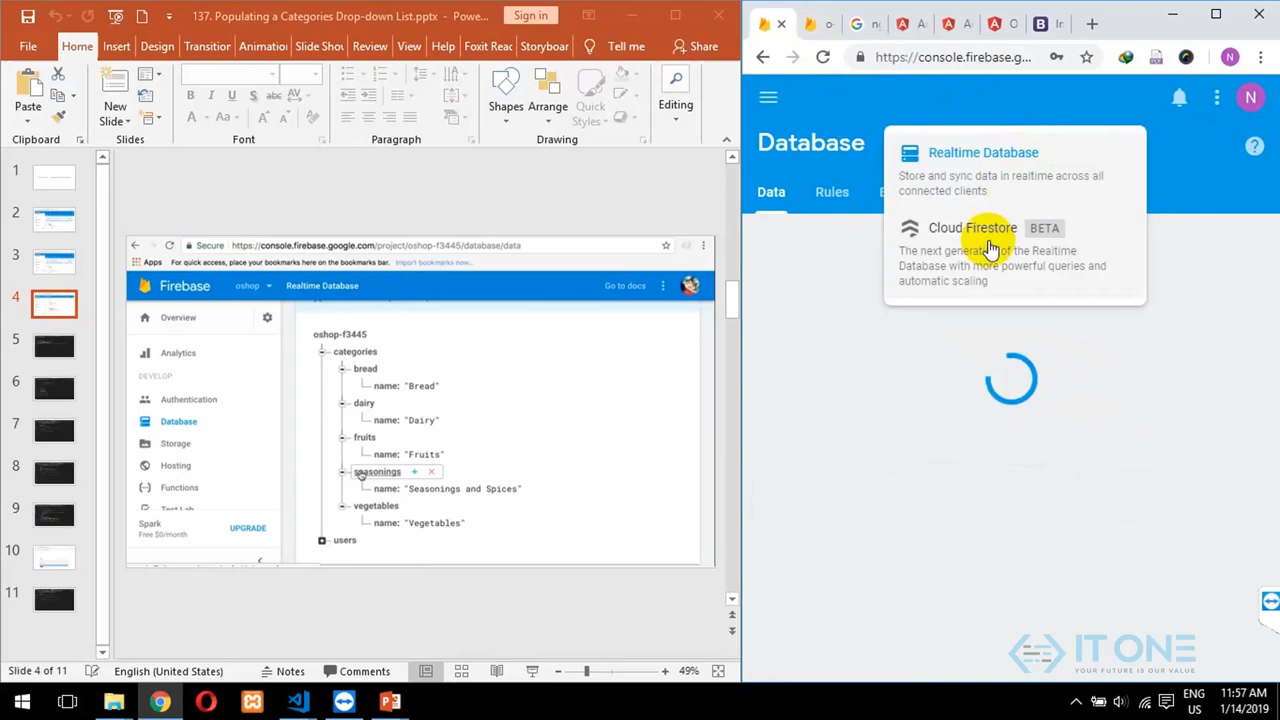 137. Populating a Categories Drop-down List.pptx - Powe...
Sign in
File
Home
Insert
Design
Transition
Animation
Slide Show
Review
View
Help
Foxit Read
Storyboar
Tell me
Share
Paste
New
Slide
Shapes
Arrange
Quick
Styles
Editing
Clipboard
Slides
Font
Paragraph
Drawing
1
2
3
4
5
6
7
8
9
10
11
Secure
https://console.firebase.google.com/project/oshop-f3445/database/data
Apps
For quick access, place your bookmarks here on the bookmarks bar.
Import bookmarks now...
Firebase
oshop
Realtime Database
Go to docs
Overview
Analytics
DEVELOP
Authentication
Database
Storage
Hosting
Functions
Test Lab
Spark
Free $0/month
UPGRADE
oshop-f3445
categories
bread
name: "Bread"
dairy
name: "Dairy"
fruits
name: "Fruits"
seasonings
name: "Seasonings and Spices"
vegetables
name: "Vegetables"
users
Slide 4 of 11
English (United States)
Notes
Comments
49%
https://console.firebase.g...
N
N
Database
Data
Rules
Realtime Database
Store and sync data in realtime across all
connected clients
Cloud Firestore
BETA
The next generation of the Realtime
Database with more powerful queries and
automatic scaling
IT ONE
YOUR FUTURE IS OUR VALUE
ENG
US
11:57 AM
1/14/2019